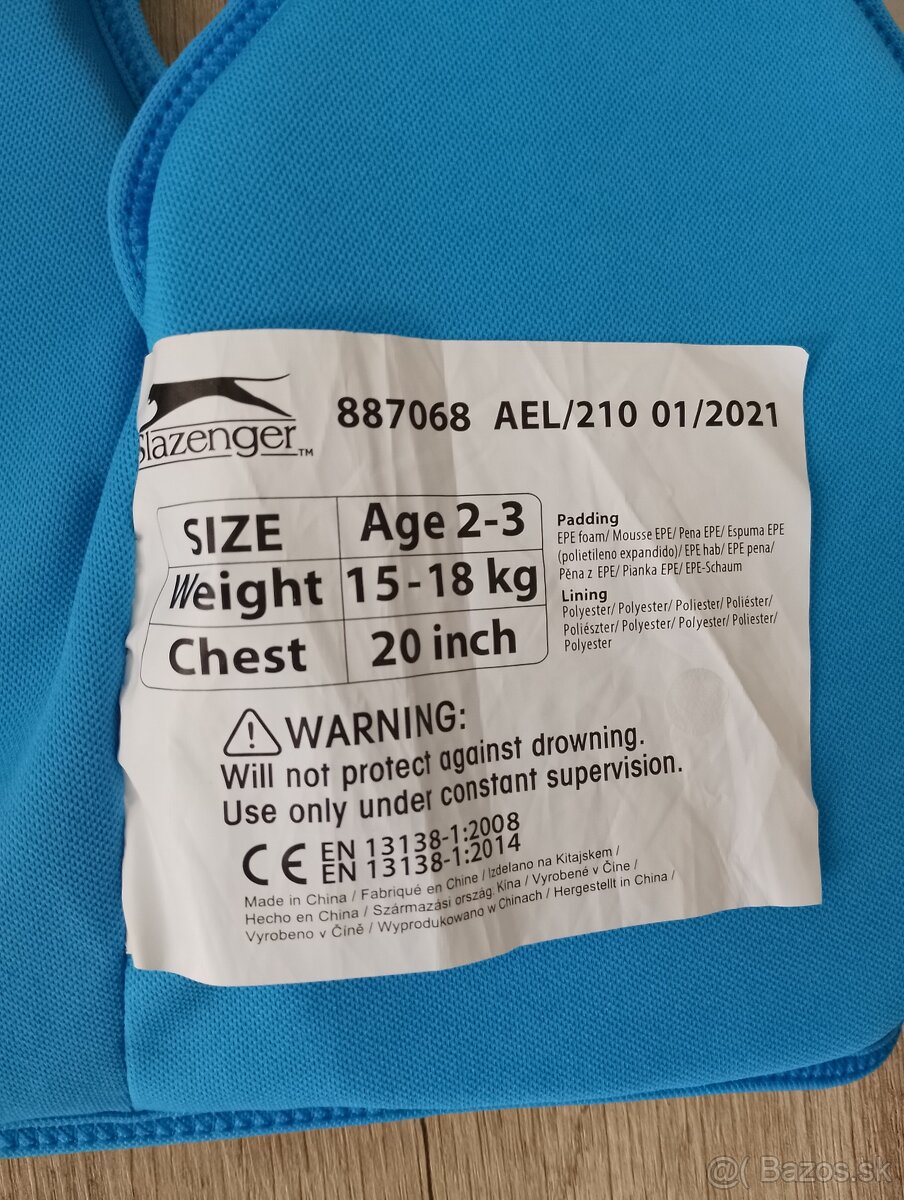 Slazenger™
887068 AEL/210 01/2021
SIZE Age 2-3
Weight 15-18 kg
Chest 20 inch
Padding
EPE foam/ Mousse EPE/ Pena EPE/ Espuma EPE
(polietileno expandido)/ EPE hab/ EPE pena/
Pěna z EPE/ Pianka EPE/ EPE-Schaum
Lining
Polyester/ Polyester/ Poliester/ Poliéster/
Poliészter/ Polyester/ Polyester/ Poliester/
Polyester
WARNING:
Will not protect against drowning.
Use only under constant supervision.
CE EN 13138-1:2008
EN 13138-1:2014
Made in China / Fabriqué en Chine / Izdelano na Kitajskem /
Hecho en China / Származási ország: Kína / Vyrobené v Číne /
Vyrobeno v Číně / Wyprodukowano w Chinach / Hergestellt in China /
@( Bazos.sk